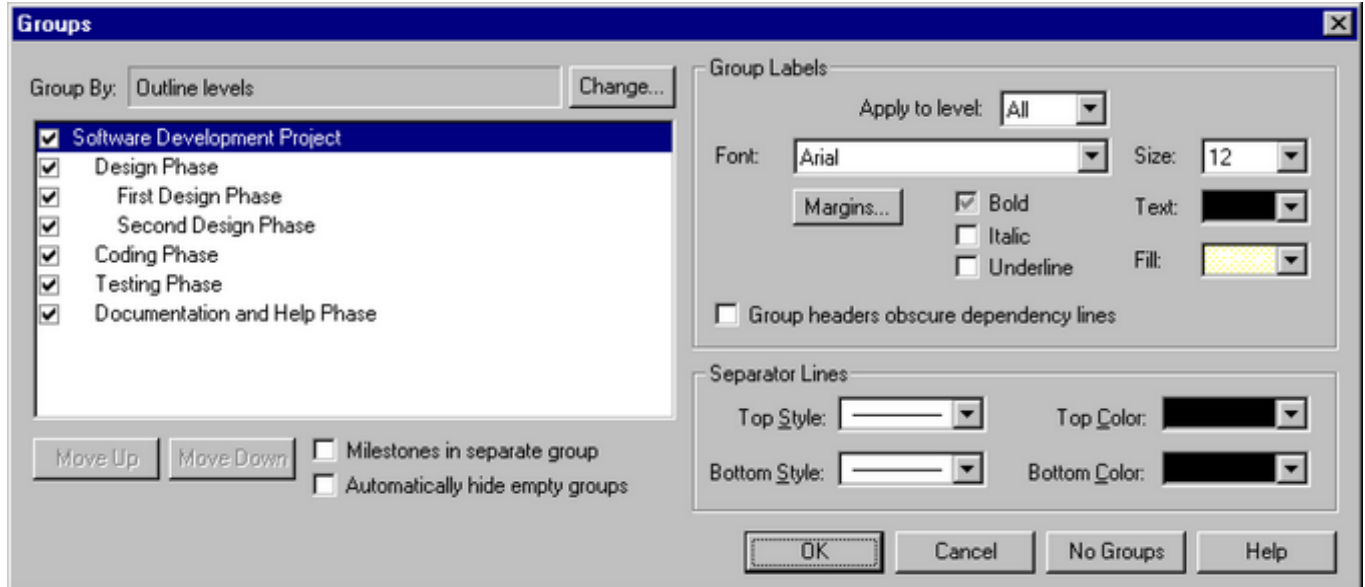 Groups
Group By: Outline levels Change...
Software Development Project
Design Phase
First Design Phase
Second Design Phase
Coding Phase
Testing Phase
Documentation and Help Phase
Move Up Move Down
Milestones in separate group
Automatically hide empty groups
Group Labels
Apply to level: All
Font: Arial Size: 12
Margins... Bold Text:
Italic
Underline Fill:
Group headers obscure dependency lines
Separator Lines
Top Style: Top Color:
Bottom Style: Bottom Color:
OK Cancel No Groups Help